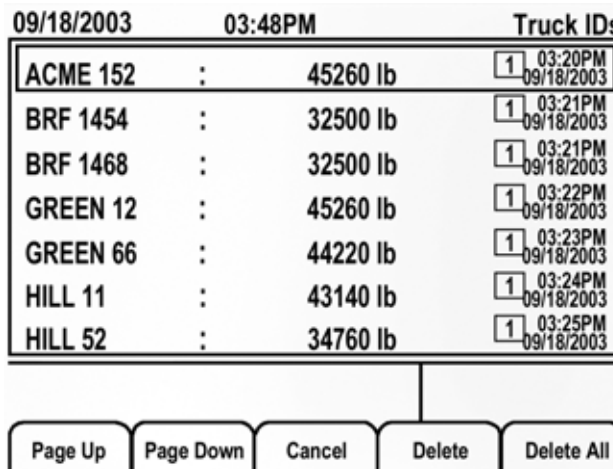 09/18/2003 03:48PM Truck IDs
ACME 152 : 45260 lb 1 03:20PM 09/18/2003
BRF 1454 : 32500 lb 1 03:21PM 09/18/2003
BRF 1468 : 32500 lb 1 03:21PM 09/18/2003
GREEN 12 : 45260 lb 1 03:22PM 09/18/2003
GREEN 66 : 44220 lb 1 03:23PM 09/18/2003
HILL 11 : 43140 lb 1 03:24PM 09/18/2003
HILL 52 : 34760 lb 1 03:25PM 09/18/2003
Page Up Page Down Cancel Delete Delete All